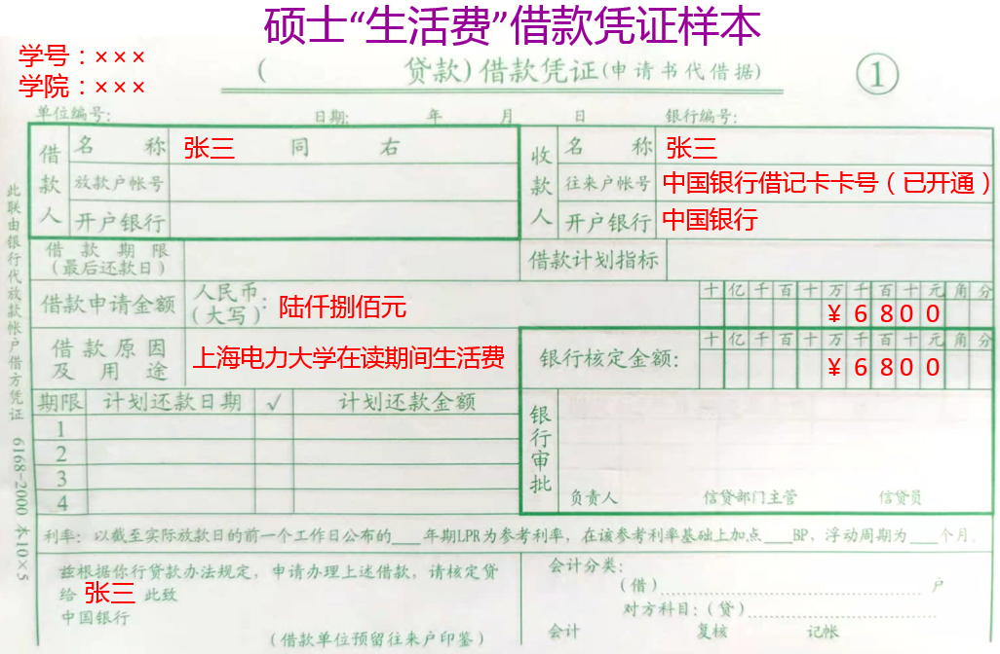 硕士“生活费”借款凭证样本
学号：×××
学院：×××
( 贷款)借款凭证(申请书代借据) ①
单位编号: 日期: 年 月 日 银行编号:
借款人 名称 张三 同右 收款人 名称 张三
放款户帐号 往来户帐号 中国银行借记卡卡号（已开通）
开户银行 开户银行 中国银行
借款期限
(最后还款日) 借款计划指标
借款申请金额 人民币:
(大写) 陆仟捌佰元 十亿千百十万千百十元角分
¥6800
借款原因
及用途 上海电力大学在读期间生活费 银行核定金额: 十亿千百十万千百十元角分
¥6800
期限 计划还款日期 √ 计划还款金额 银行审批
1
2
3
4
负责人 信贷部门主管 信贷员
利率: 以截至实际放款日的前一个工作日公布的___年期LPR为参考利率，在该参考利率基础上加点___BP，浮动周期为___个月。
兹根据你行贷款办法规定，申请办理上述借款，请核定贷
给 张三 此致
中国银行
(借款单位预留往来户印鉴)
会计分类:
(借) 户
对方科目:(贷)
会计 复核 记帐
此联由银行代放款帐户借方凭证 6168-2000本10×5